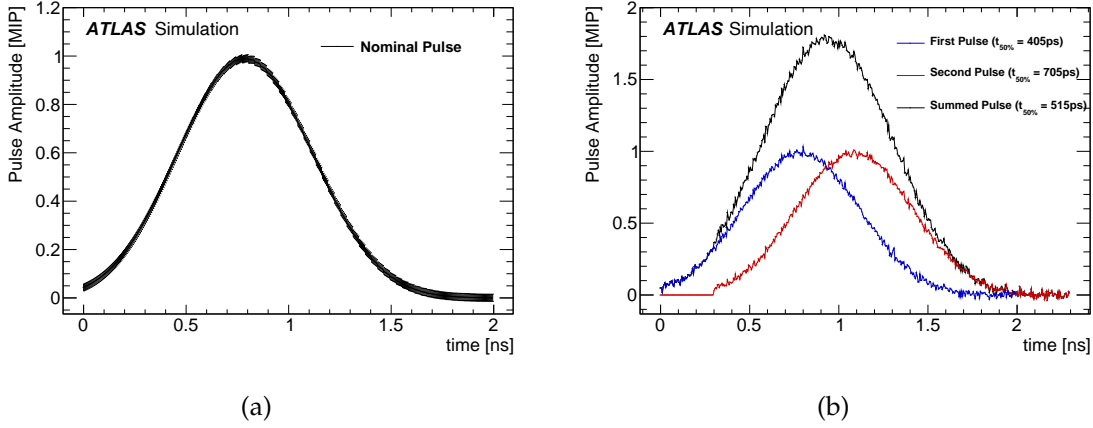 ATLAS Simulation
Nominal Pulse
Pulse Amplitude [MIP]
1.2
1
0.8
0.6
0.4
0.2
0
0 0.5 1 1.5 2
time [ns]
(a)
ATLAS Simulation
First Pulse (t50% = 405ps)
Second Pulse (t50% = 705ps)
Summed Pulse (t50% = 515ps)
Pulse Amplitude [MIP]
2
1.5
1
0.5
0
0 0.5 1 1.5 2
time [ns]
(b)